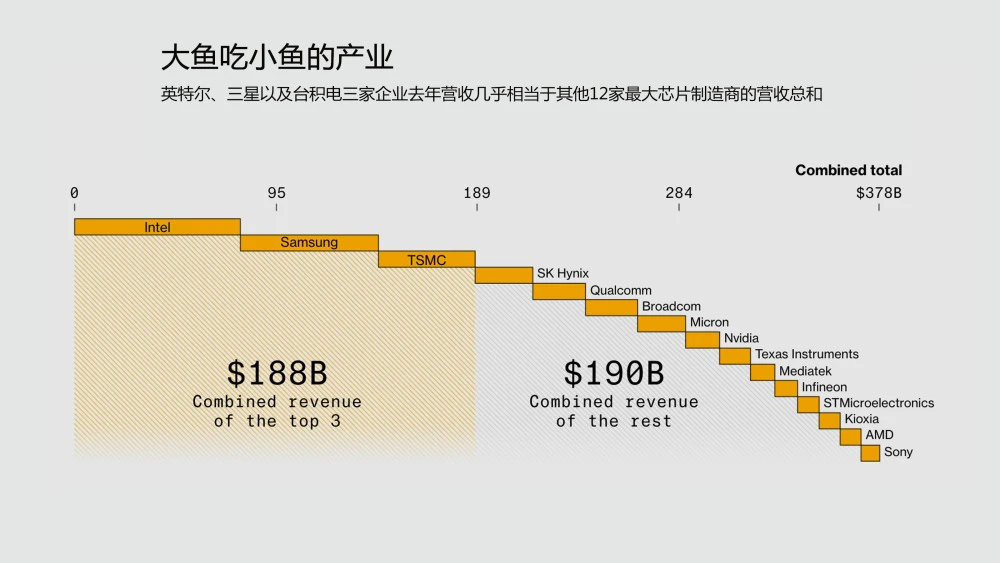 大鱼吃小鱼的产业
英特尔、三星以及台积电三家企业去年营收几乎相当于其他12家最大芯片制造商的营收总和
Combined total
0 95 189 284 $378B
Intel
Samsung
TSMC
SK Hynix
Qualcomm
Broadcom
Micron
Nvidia
Texas Instruments
Mediatek
Infineon
STMicroelectronics
Kioxia
AMD
Sony
$188B
Combined revenue
of the top 3
$190B
Combined revenue
of the rest